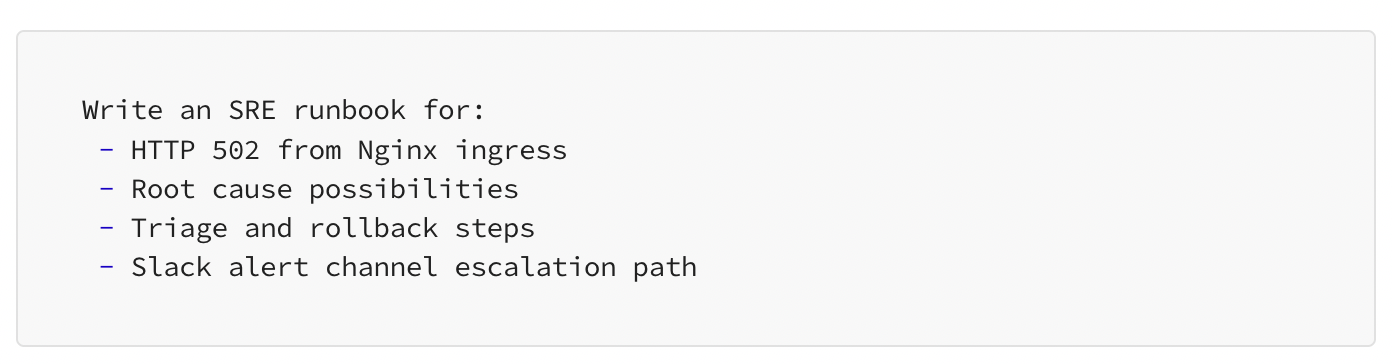 Write an SRE runbook for:
- HTTP 502 from Nginx ingress
- Root cause possibilities
- Triage and rollback steps
- Slack alert channel escalation path